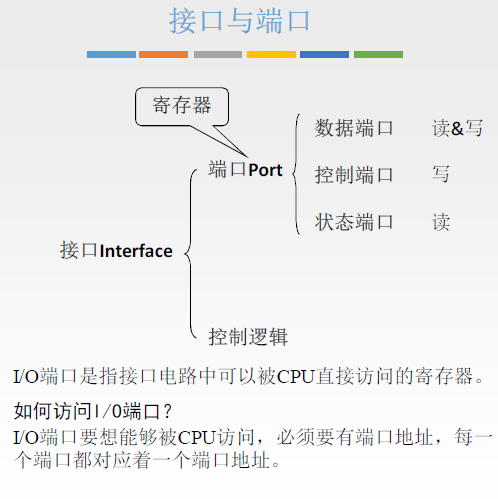 接口与端口
寄存器
数据端口 读&写
端口Port
控制端口 写
状态端口 读
接口Interface
控制逻辑
I/O端口是指接口电路中可以被CPU直接访问的寄存器。
如何访问I/O端口？
I/O端口要想能够被CPU访问，必须要有端口地址，每一
个端口都对应着一个端口地址。